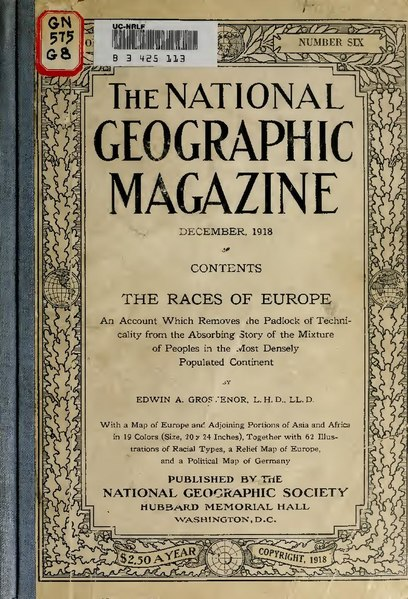 GN
575
G8
UC-NRLF
B 3 425 113
NUMBER SIX
THE NATIONAL
GEOGRAPHIC
MAGAZINE
DECEMBER, 1918
CONTENTS
THE RACES OF EUROPE
An Account Which Removes the Padlock of Techni-
cality from the Absorbing Story of the Mixture
of Peoples in the Most Densely
Populated Continent
BY
EDWIN A. GROSVENOR, L. H. D., LL. D.
With a Map of Europe and Adjoining Portions of Asia and Africa
in 19 Colors (Size, 20 x 24 Inches), Together with 62 Illus-
trations of Racial Types, a Relief Map of Europe,
and a Political Map of Germany
PUBLISHED BY THE
NATIONAL GEOGRAPHIC SOCIETY
HUBBARD MEMORIAL HALL
WASHINGTON, D.C.
$2.50 A YEAR
COPYRIGHT, 1918